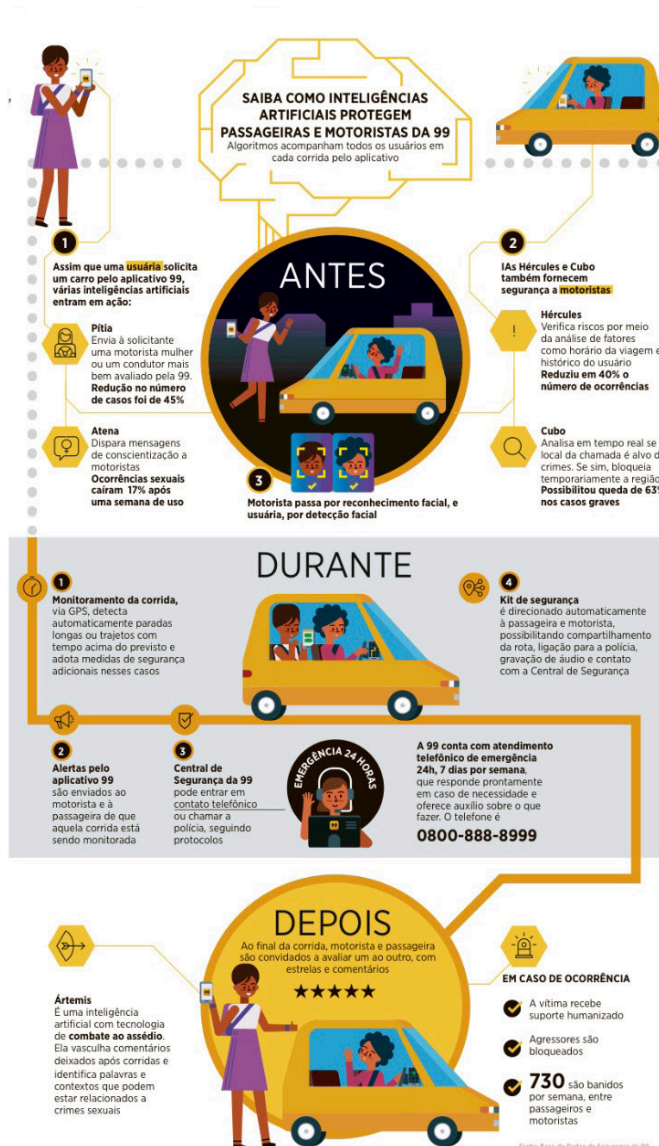 SAIBA COMO INTELIGÊNCIAS
ARTIFICIAIS PROTEGEM
PASSAGEIRAS E MOTORISTAS DA 99
Algoritmos acompanham todos os usuários em
cada corrida pelo aplicativo
ANTES
1
Assim que uma usuária solicita
um carro pelo aplicativo 99,
várias inteligências artificiais
entram em ação:
Pítia
Envia à solicitante
uma motorista mulher
ou um condutor mais
bem avaliado pela 99.
Redução no número
de casos foi de 45%
Atena
Dispara mensagens
de conscientização a
motoristas
Ocorrências sexuais
caíram 17% após
uma semana de uso
2
IAs Hércules e Cubo
também fornecem
segurança a motoristas
!
Hércules
Verifica riscos por meio
da análise de fatores
como horário da viagem e
histórico do usuário
Reduziu em 40% o
número de ocorrências
Cubo
Analisa em tempo real se
local da chamada é alvo d
crimes. Se sim, bloqueia
temporariamente a região
Possibilitou queda de 63%
nos casos graves
3
Motorista passa por reconhecimento facial, e
usuária, por detecção facial
DURANTE
1
Monitoramento da corrida,
via GPS, detecta
automaticamente paradas
longas ou trajetos com
tempo acima do previsto e
adota medidas de segurança
adicionais nesses casos
4
Kit de segurança
é direcionado automaticamente
à passageira e motorista,
possibilitando compartilhamento
da rota, ligação para a polícia,
gravação de áudio e contato
com a Central de Segurança
2
Alertas pelo
aplicativo 99
são enviados ao
motorista e à
passageira de que
aquela corrida está
sendo monitorada
3
Central de
Segurança da 99
pode entrar em
contato telefônico
ou chamar a
polícia, seguindo
protocolos
EMERGÊNCIA 24 HORAS
99
A 99 conta com atendimento
telefônico de emergência
24h, 7 dias por semana,
que responde prontamente
em caso de necessidade e
oferece auxílio sobre o que
fazer. O telefone é
0800-888-8999
DEPOIS
Ao final da corrida, motorista e passageira
são convidados a avaliar um ao outro, com
estrelas e comentários
Ártemis
É uma inteligência
artificial com tecnologia
de combate ao assédio.
Ela vasculha comentários
deixados após corridas e
identifica palavras e
contextos que podem
estar relacionados a
crimes sexuais
EM CASO DE OCORRÊNCIA
A vítima recebe
suporte humanizado
Agressores são
bloqueados
730 são banidos
por semana, entre
passageiros e
motoristas